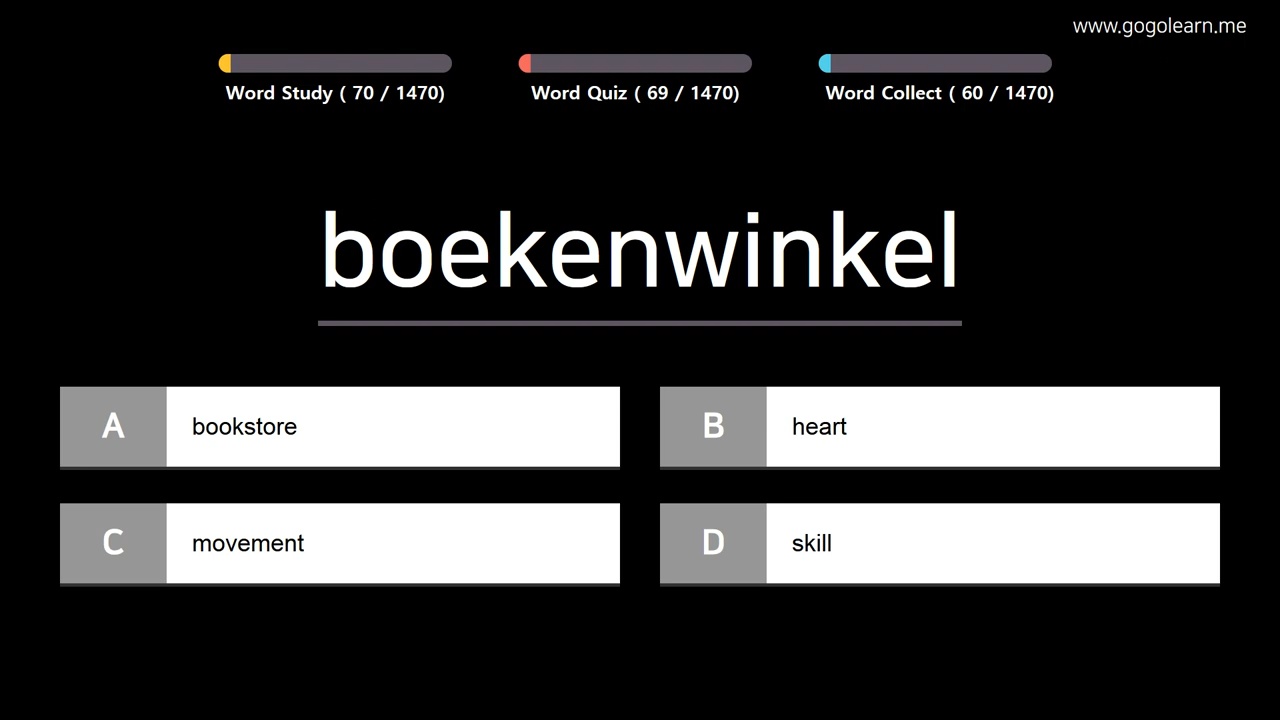 www.gogolearn.me
Word Study ( 70 / 1470)
Word Quiz ( 69 / 1470)
Word Collect ( 60 / 1470)
boekenwinkel
A bookstore
B heart
C movement
D skill